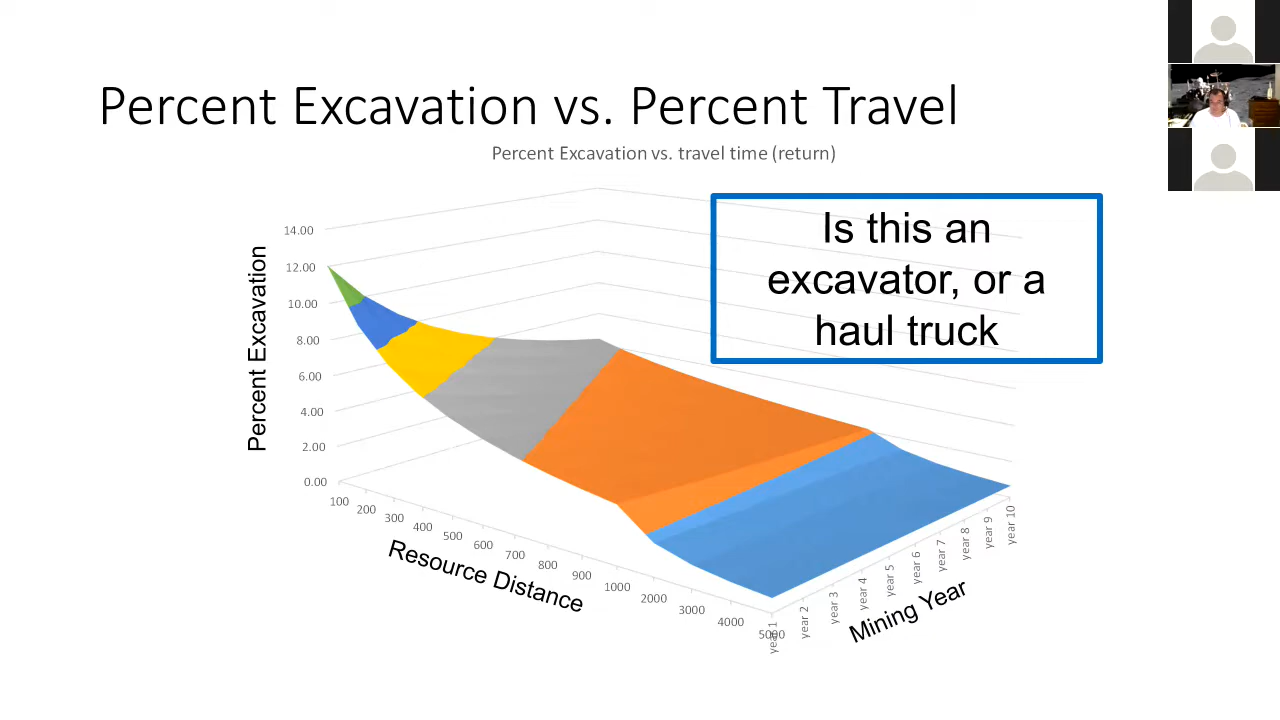 Percent Excavation vs. Percent Travel
Percent Excavation vs. travel time (return)
Is this an
excavator, or a
haul truck
Percent Excavation
14.00
12.00
10.00
8.00
6.00
4.00
2.00
0.00
100
200
300
400
500
600
700
800
900
1000
2000
3000
4000
5000
Resource Distance
year 1
year 2
year 3
year 4
year 5
year 6
year 7
year 8
year 9
year 10
Mining Year